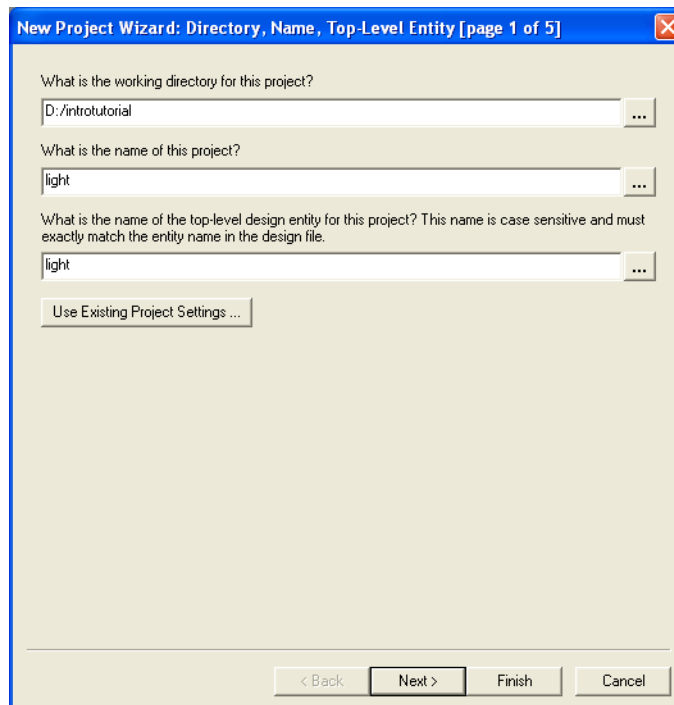 New Project Wizard: Directory, Name, Top-Level Entity [page 1 of 5]
What is the working directory for this project?
D:/introtutorial
...
What is the name of this project?
light
...
What is the name of the top-level design entity for this project? This name is case sensitive and must
exactly match the entity name in the design file.
light
...
Use Existing Project Settings ...
< Back
Next >
Finish
Cancel